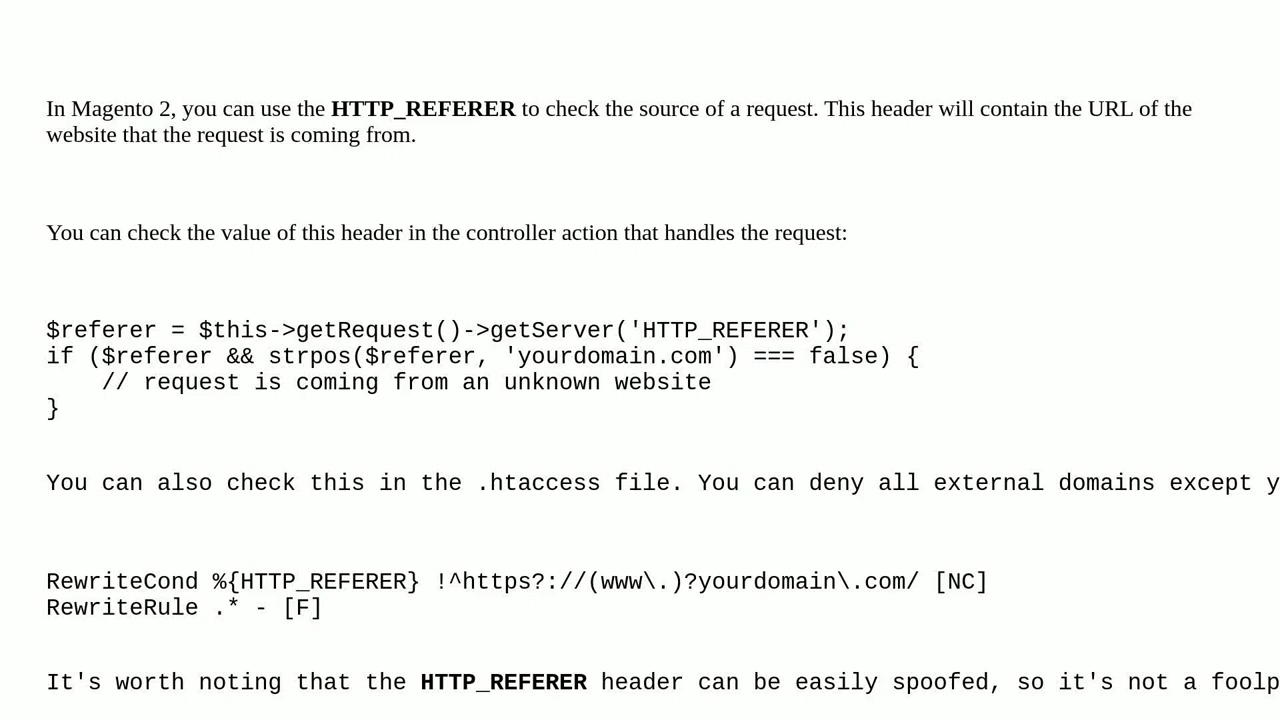 In Magento 2, you can use the HTTP_REFERER to check the source of a request. This header will contain the URL of the
website that the request is coming from.
You can check the value of this header in the controller action that handles the request:
$referer = $this->getRequest()->getServer('HTTP_REFERER');
if ($referer && strpos($referer, 'yourdomain.com') === false) {
    // request is coming from an unknown website
}
You can also check this in the .htaccess file. You can deny all external domains except
RewriteCond %{HTTP_REFERER} !^https?://(www\.)?yourdomain\.com/ [NC]
RewriteRule .* - [F]
It's worth noting that the HTTP_REFERER header can be easily spoofed, so it's not a